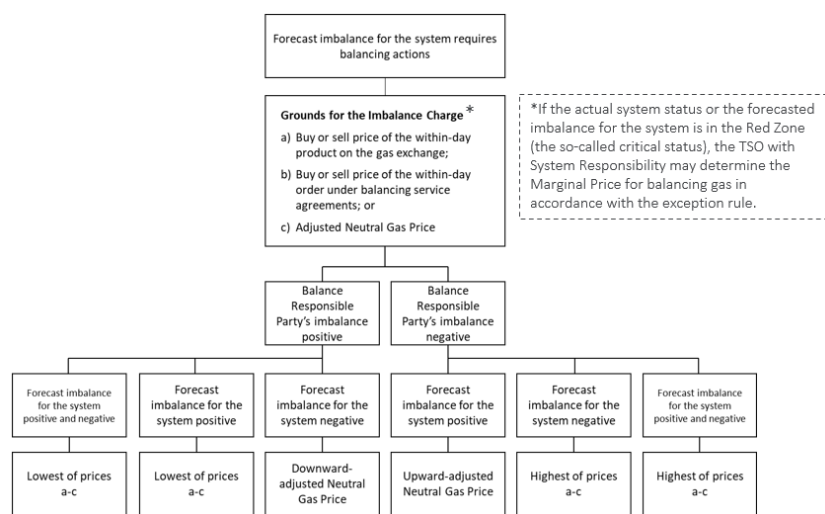 Forecast imbalance for the system requires
balancing actions
Grounds for the Imbalance Charge *
a) Buy or sell price of the within-day
product on the gas exchange;
b) Buy or sell price of the within-day
order under balancing service
agreements; or
c) Adjusted Neutral Gas Price
*If the actual system status or the forecasted
imbalance for the system is in the Red Zone
(the so-called critical status), the TSO with
System Responsibility may determine the
Marginal Price for balancing gas in
accordance with the exception rule.
Balance
Responsible
Party's imbalance
positive
Balance
Responsible
Party's imbalance
negative
Forecast imbalance
for the system
positive and negative
Forecast
imbalance for the
system positive
Forecast
imbalance for the
system negative
Forecast
imbalance for the
system positive
Forecast
imbalance for the
system negative
Forecast imbalance
for the system
positive and negative
Lowest of prices
a-c
Lowest of prices
a-c
Downward-
adjusted Neutral
Gas Price
Upward-adjusted
Neutral Gas Price
Highest of prices
a-c
Highest of prices
a-c